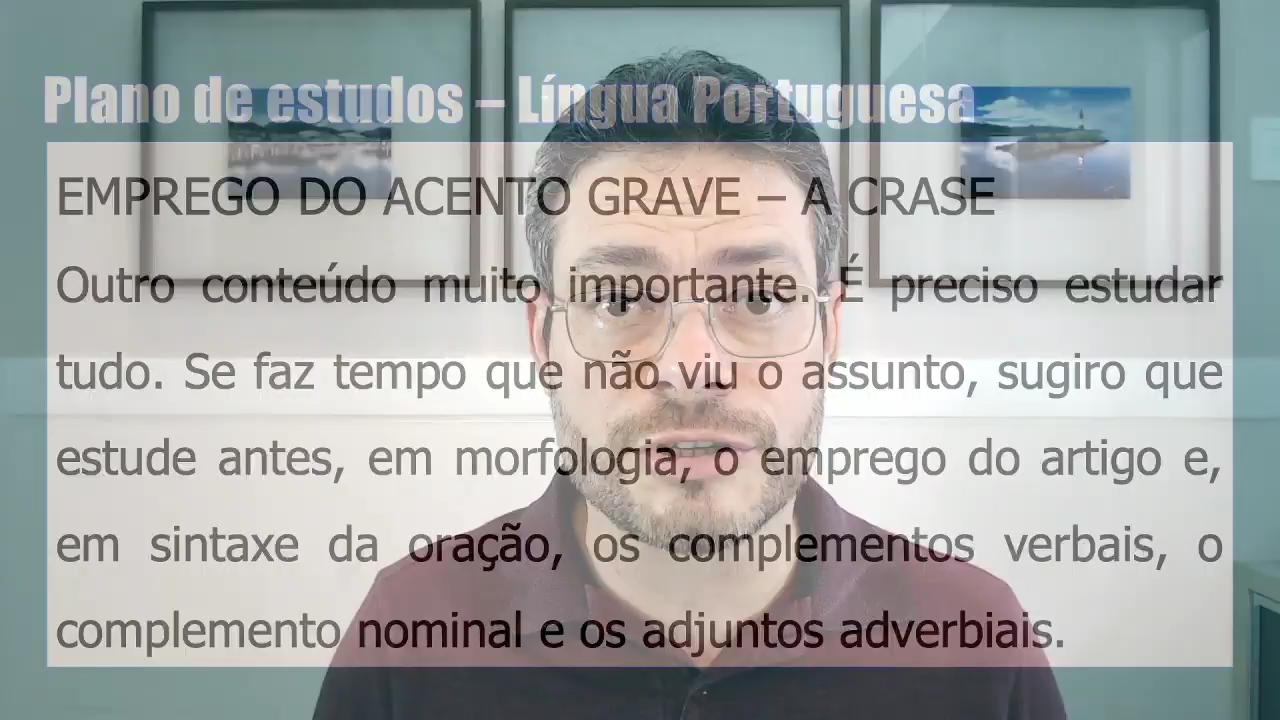 Plano de estudos – Língua Portuguesa
EMPREGO DO ACENTO GRAVE – A CRASE
Outro conteúdo muito importante. É preciso estudar
tudo. Se faz tempo que não viu o assunto, sugiro que
estude antes, em morfologia, o emprego do artigo e,
em sintaxe da oração, os complementos verbais, o
complemento nominal e os adjuntos adverbiais.